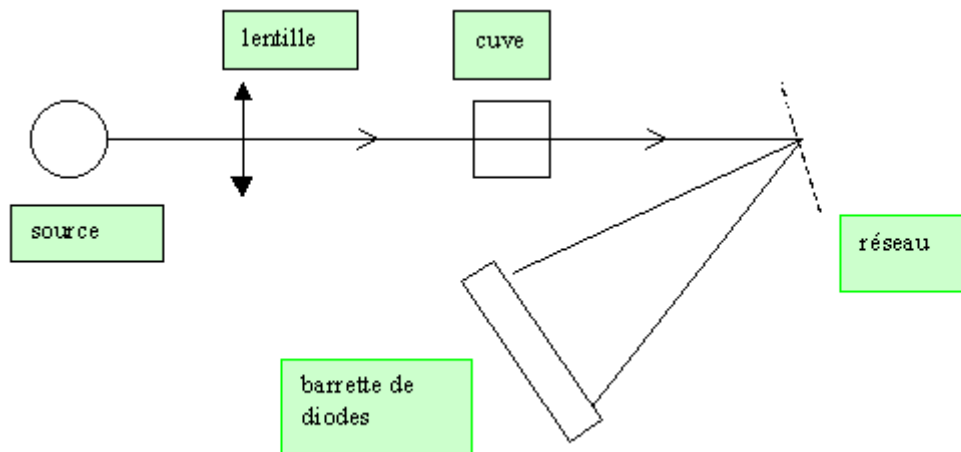 lentille
cuve
source
réseau
barrette de
diodes